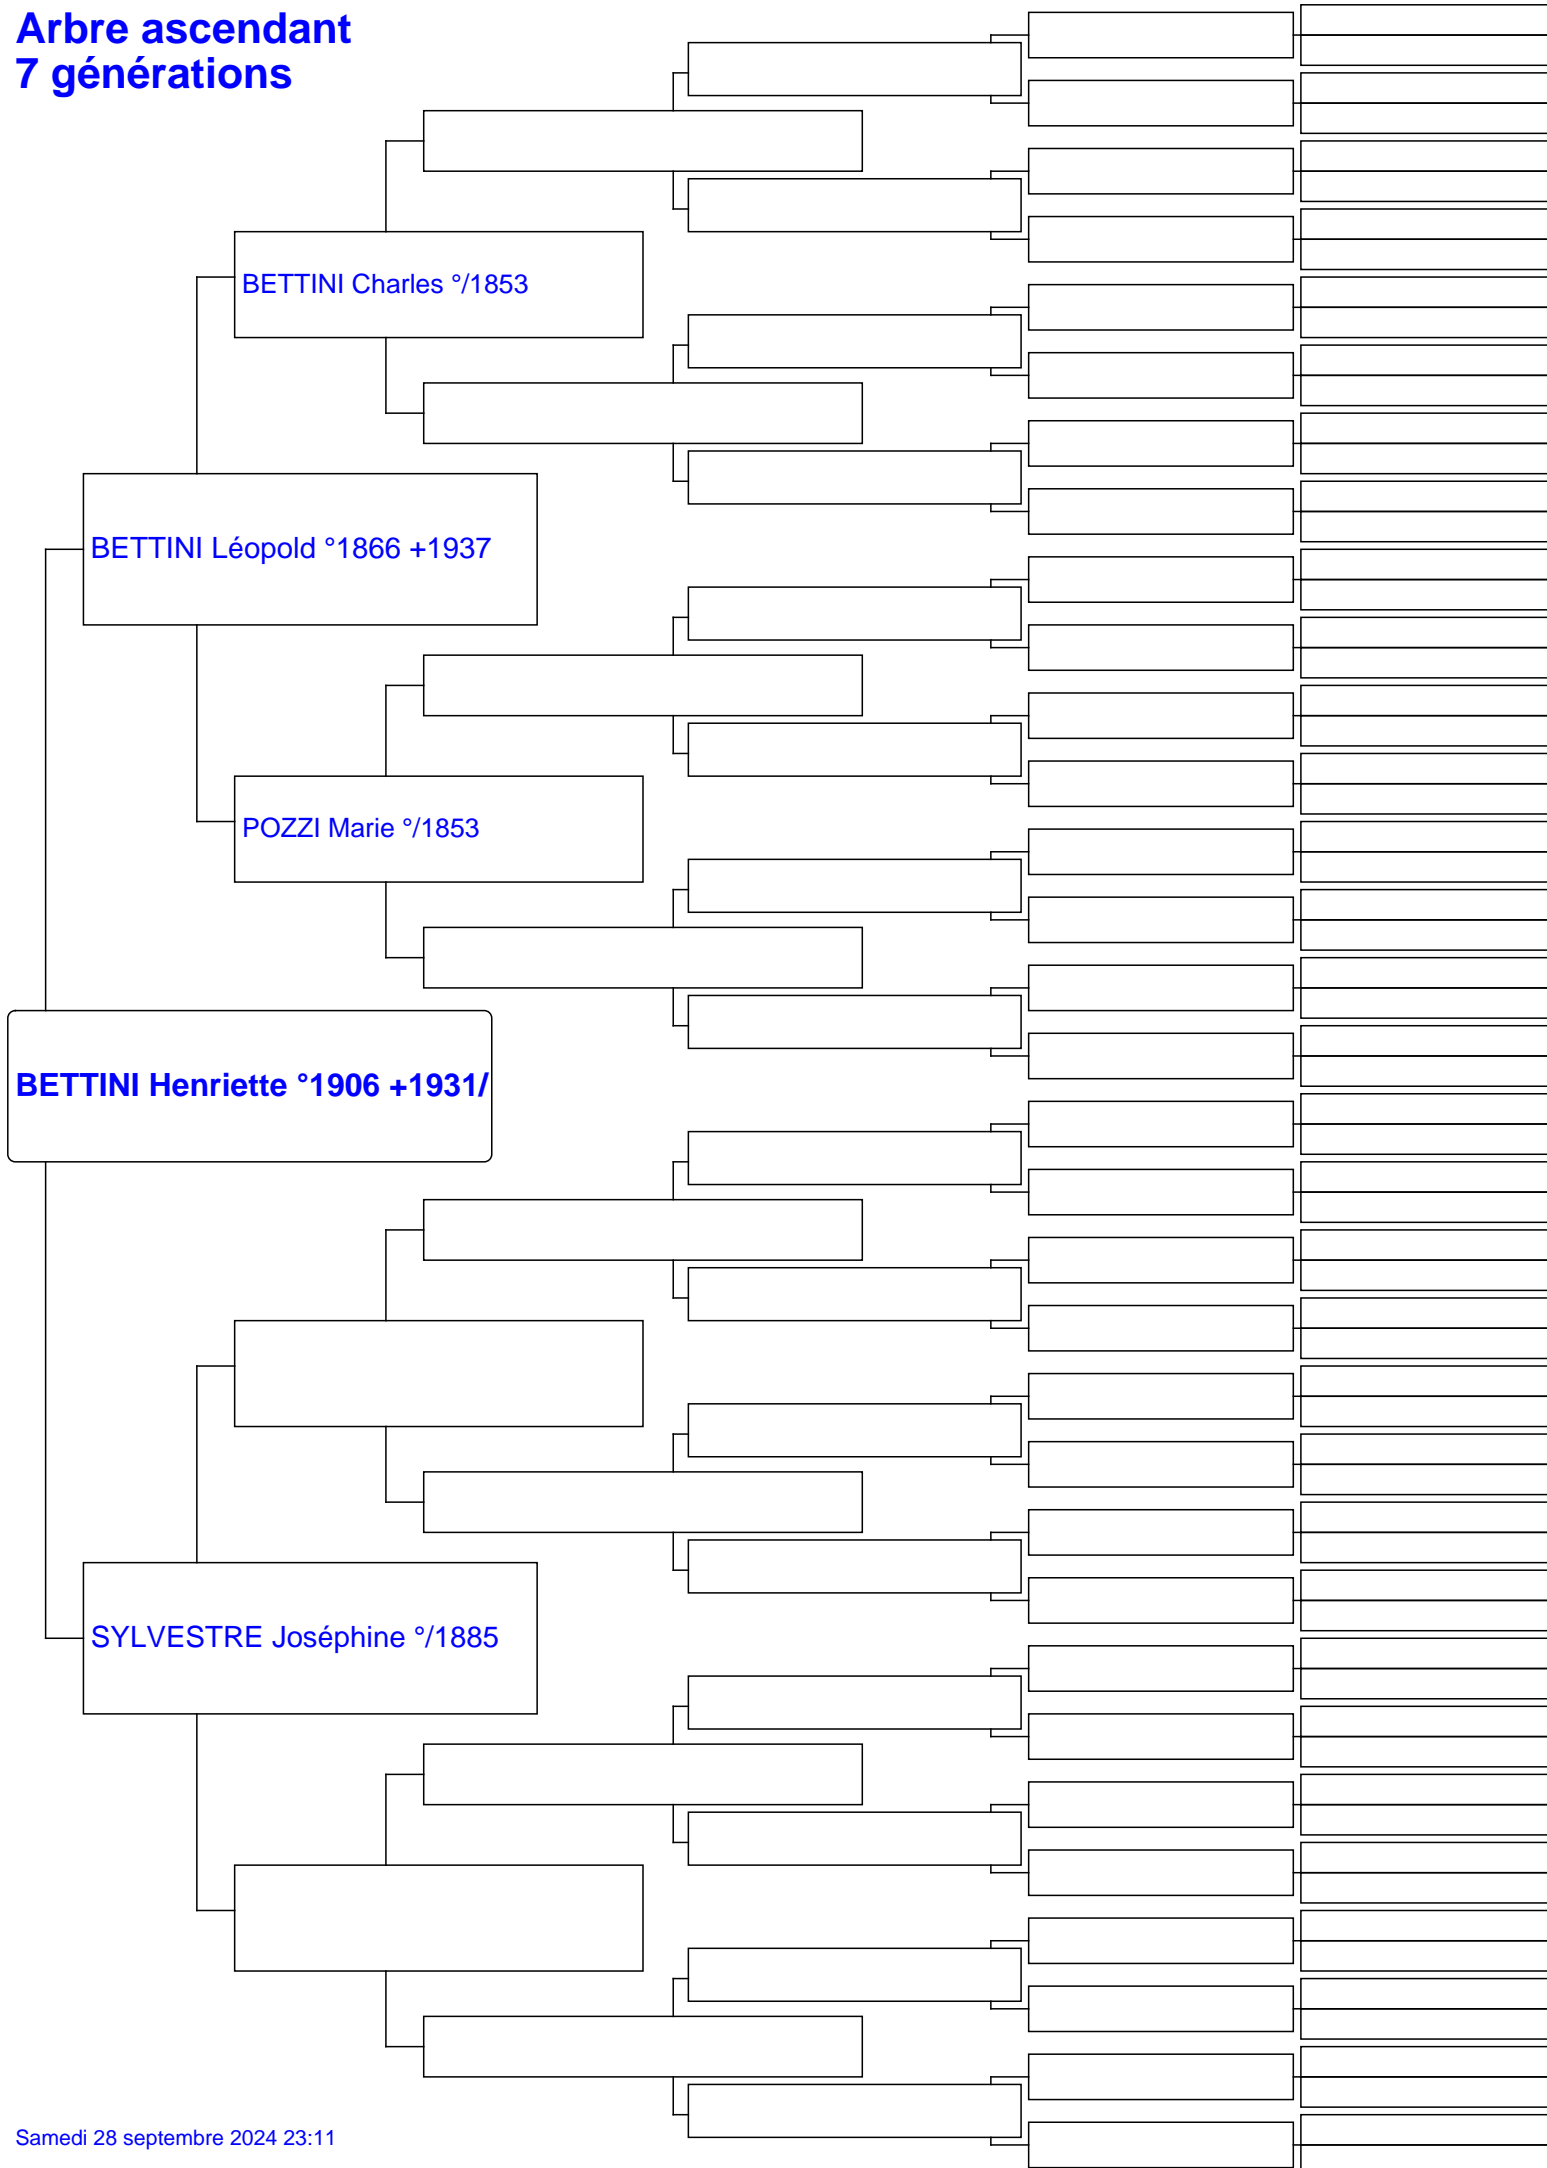 Arbre ascendant
7 générations
BETTINI Charles °/1853
BETTINI Léopold °1866 +1937
POZZI Marie °/1853
BETTINI Henriette °1906 +1931/
SYLVESTRE Joséphine °/1885
Samedi 28 septembre 2024 23:11